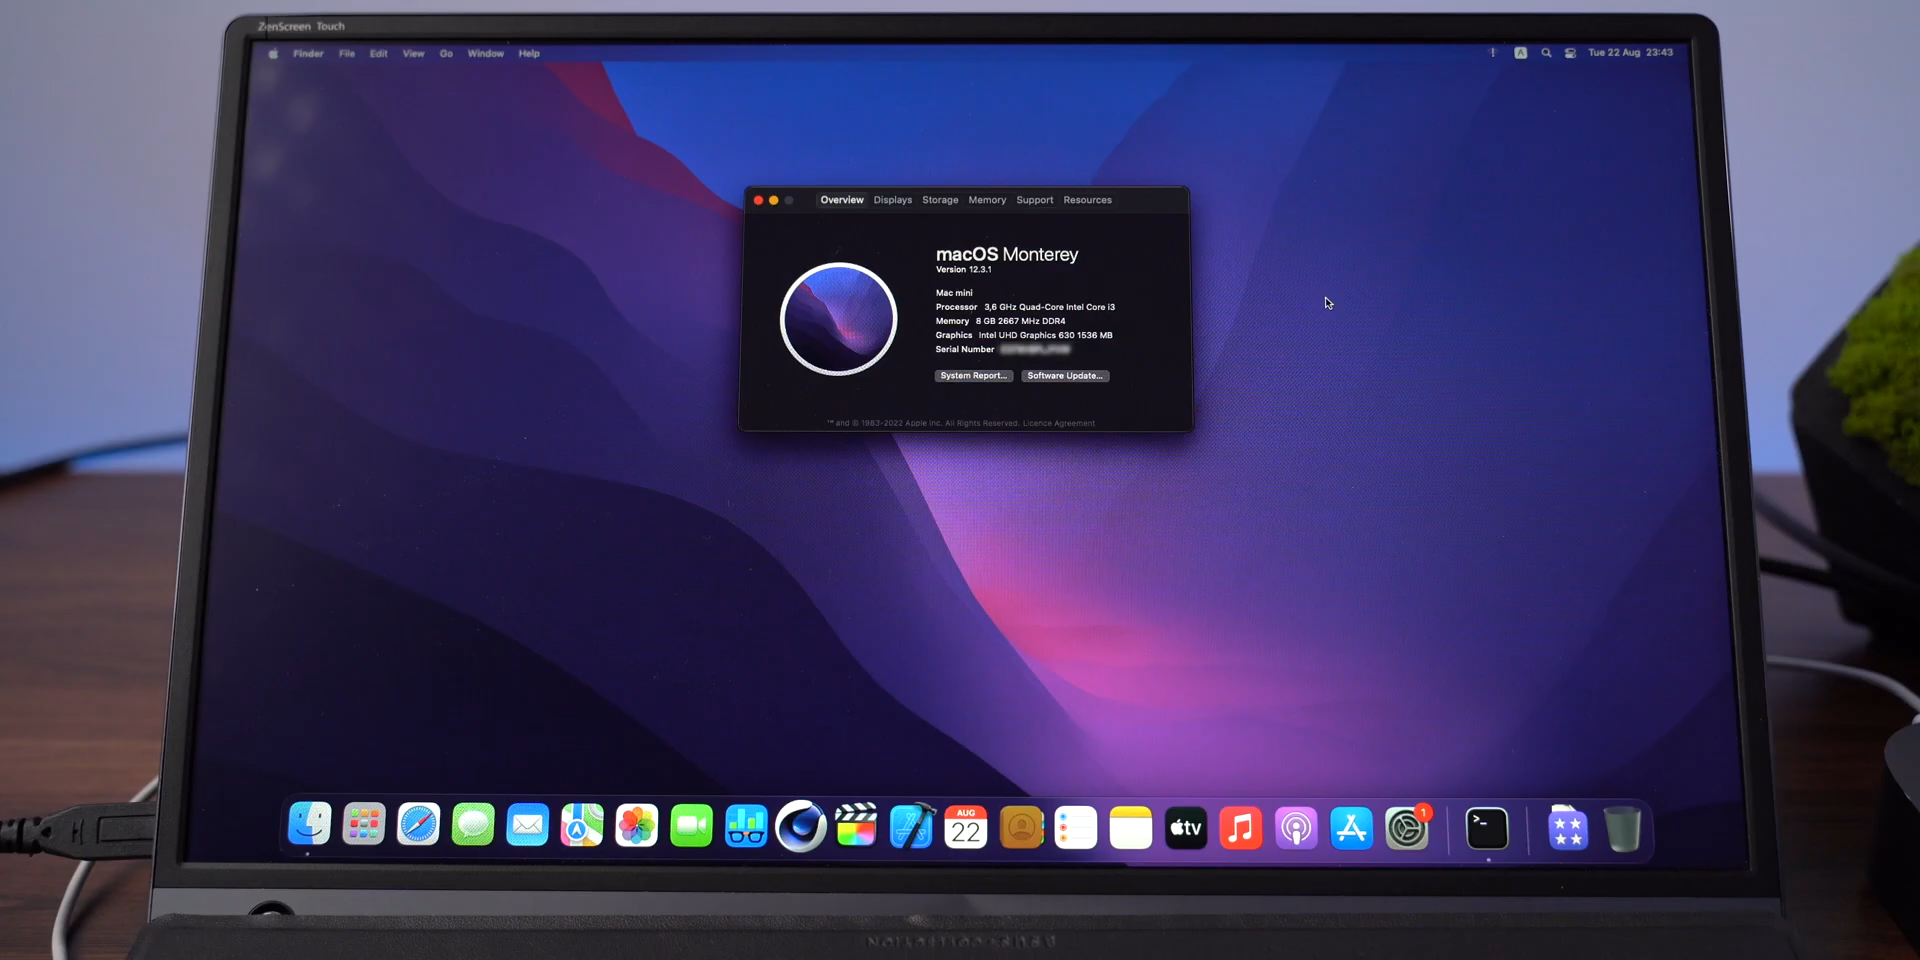 ZenScreen Touch
Finder File Edit View Go Window Help
A Tue 22 Aug 23:43
Overview Displays Storage Memory Support Resources
macOS Monterey
Version 12.3.1
Mac mini
Processor 3,6 GHz Quad-Core Intel Core i3
Memory 8 GB 2667 MHz DDR4
Graphics Intel UHD Graphics 630 1536 MB
Serial Number
System Report... Software Update...
™ and © 1983-2022 Apple Inc. All Rights Reserved. Licence Agreement
AUG
22
tv
1
>_